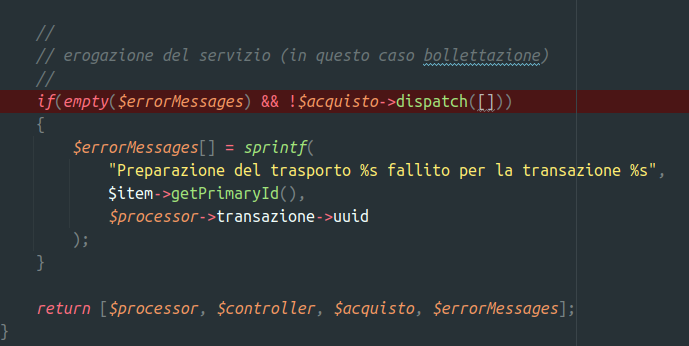 //
// erogazione del servizio (in questo caso bollettazione)
//
if(empty($errorMessages) && !$acquisto->dispatch([]))
{
$errorMessages[] = sprintf(
"Preparazione del trasporto %s fallito per la transazione %s",
$item->getPrimaryId(),
$processor->transazione->uuid
);
}
return [$processor, $controller, $acquisto, $errorMessages];
}